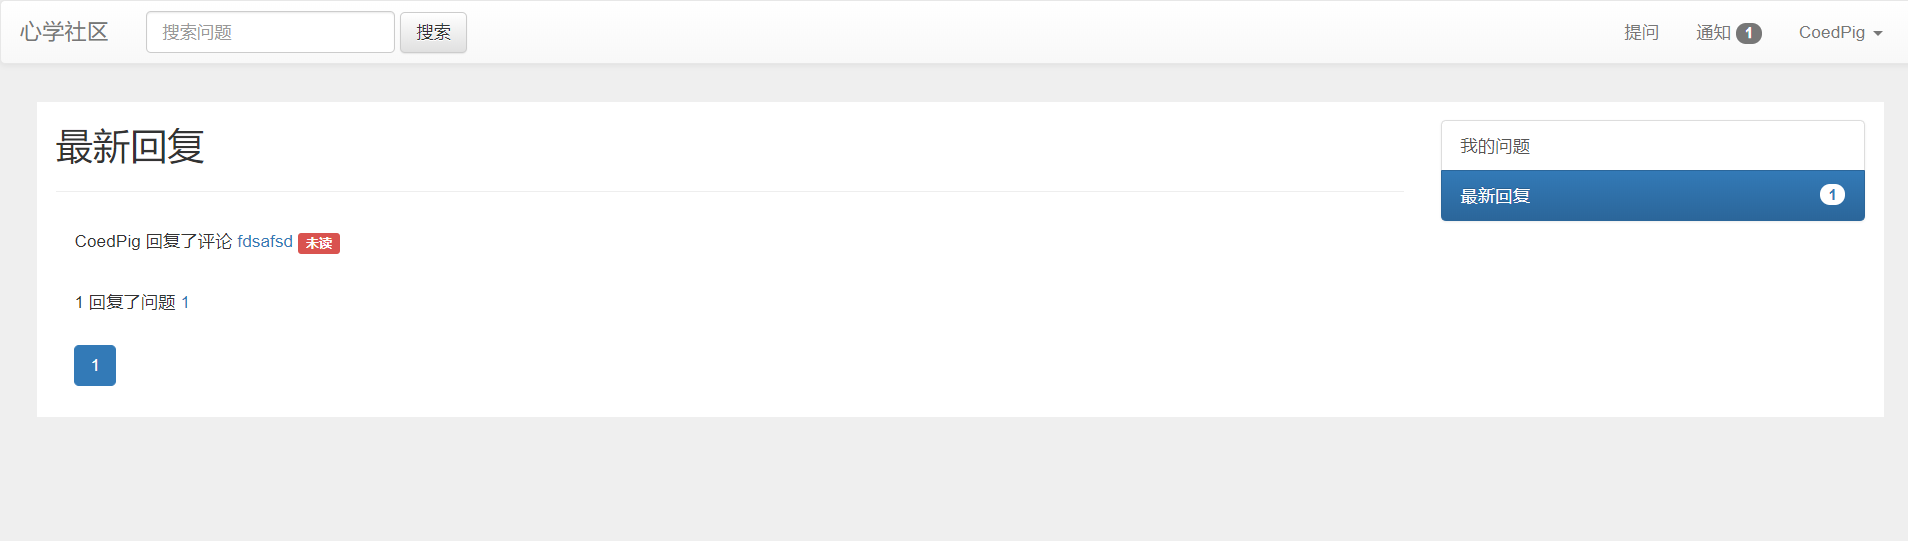 心学社区 搜索问题 搜索 提问 通知 1 CoedPig
最新回复
CoedPig 回复了评论 fdsafsd 未读
1 回复了问题 1
1
我的问题
最新回复 1